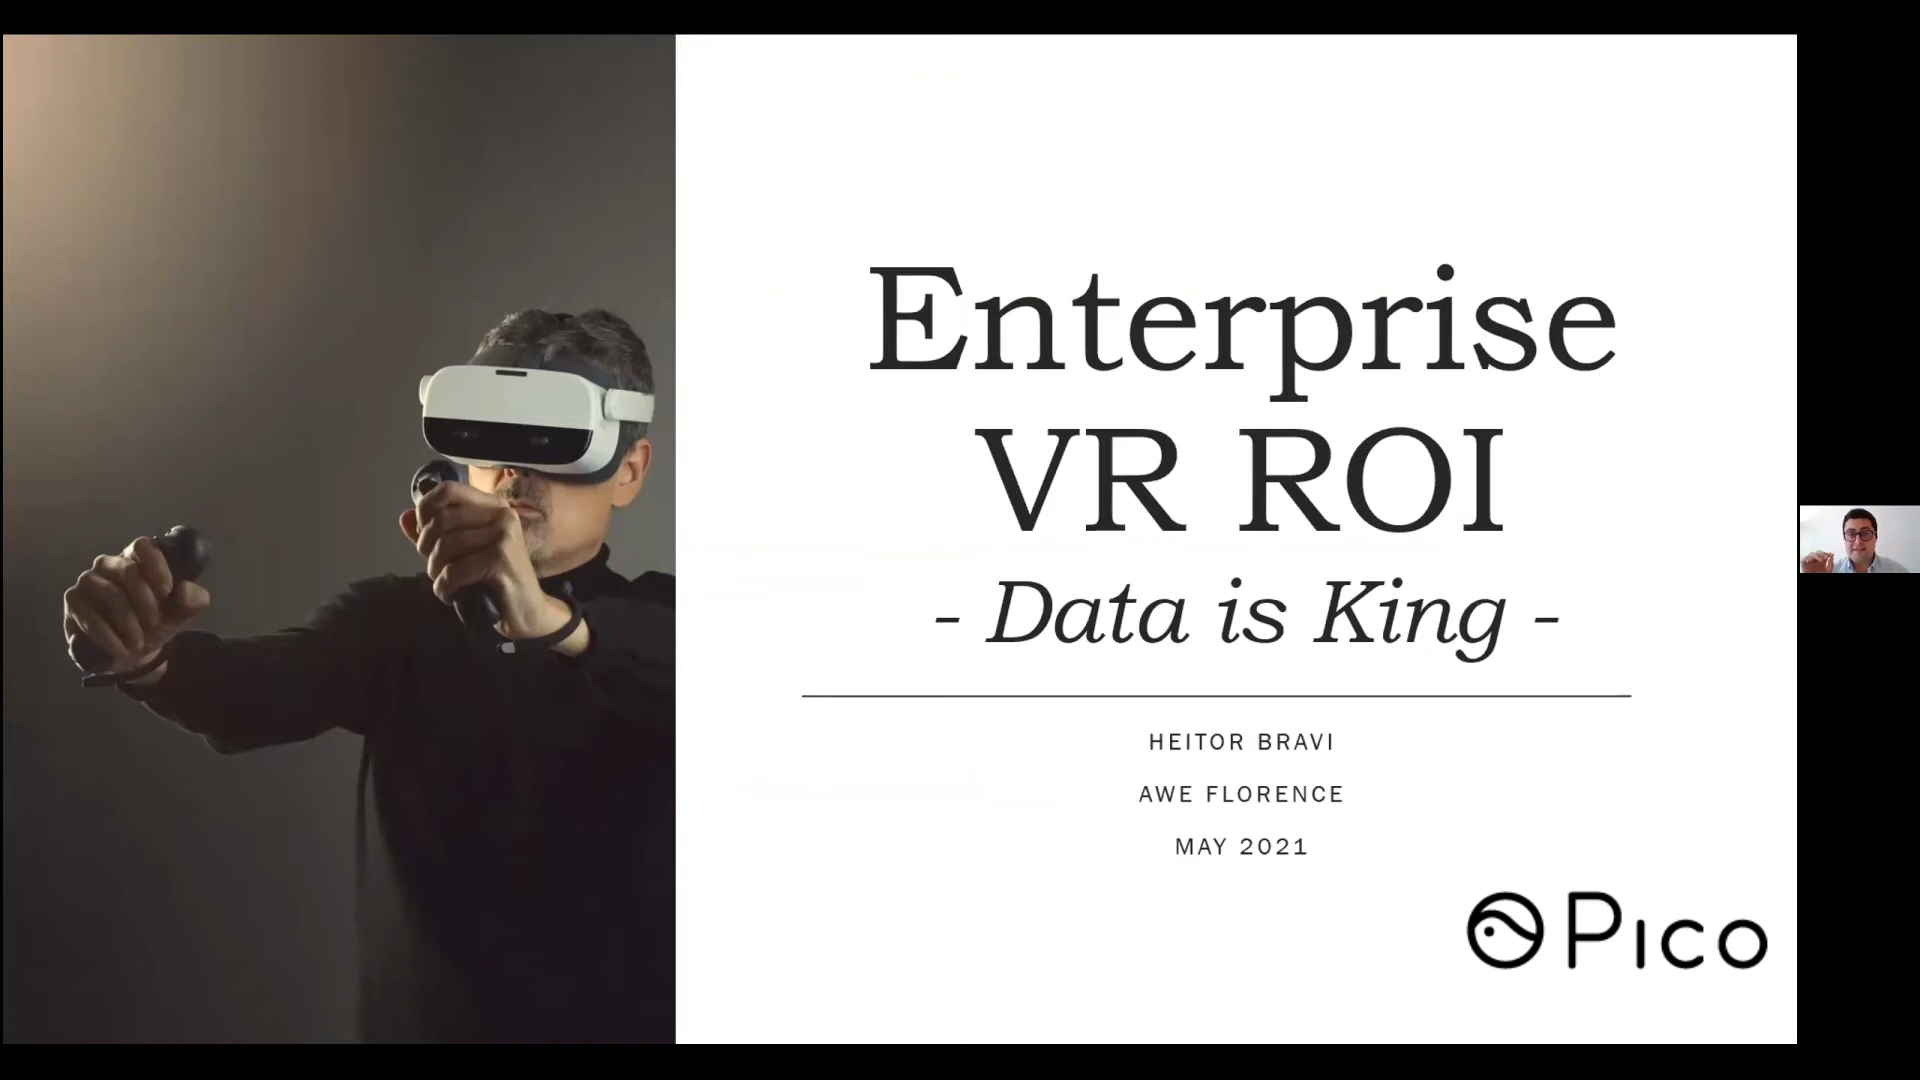 Enterprise
VR ROI
- Data is King -
HEITOR BRAVI
AWE FLORENCE
MAY 2021
Pico